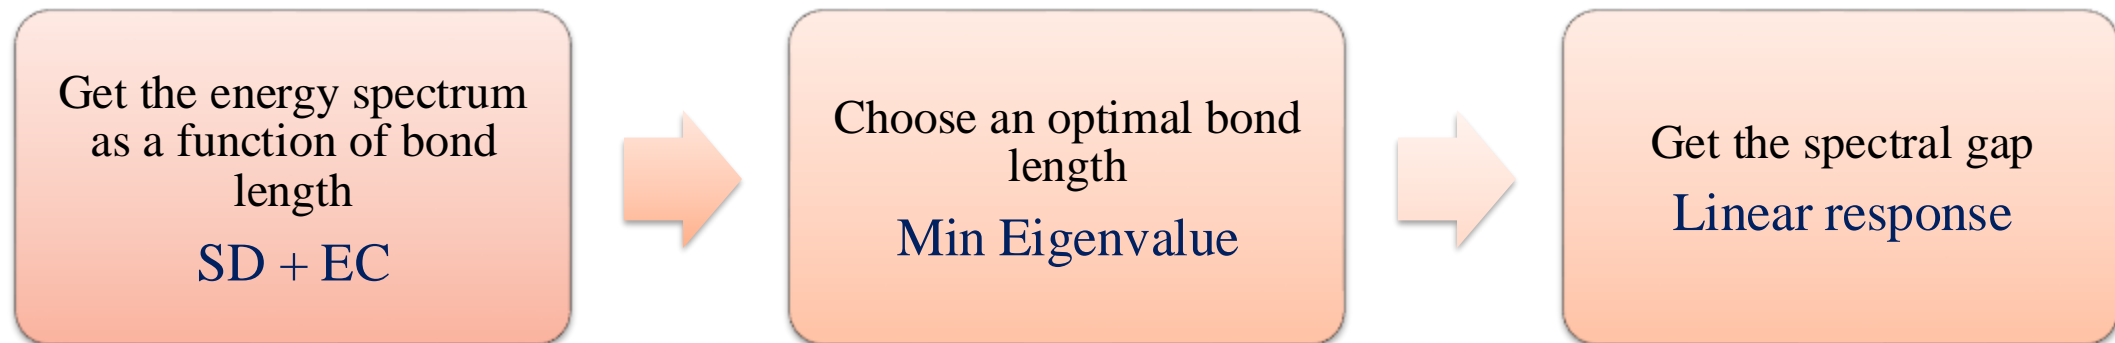 Get the energy spectrum
as a function of bond
length
SD + EC
Choose an optimal bond
length
Min Eigenvalue
Get the spectral gap
Linear response